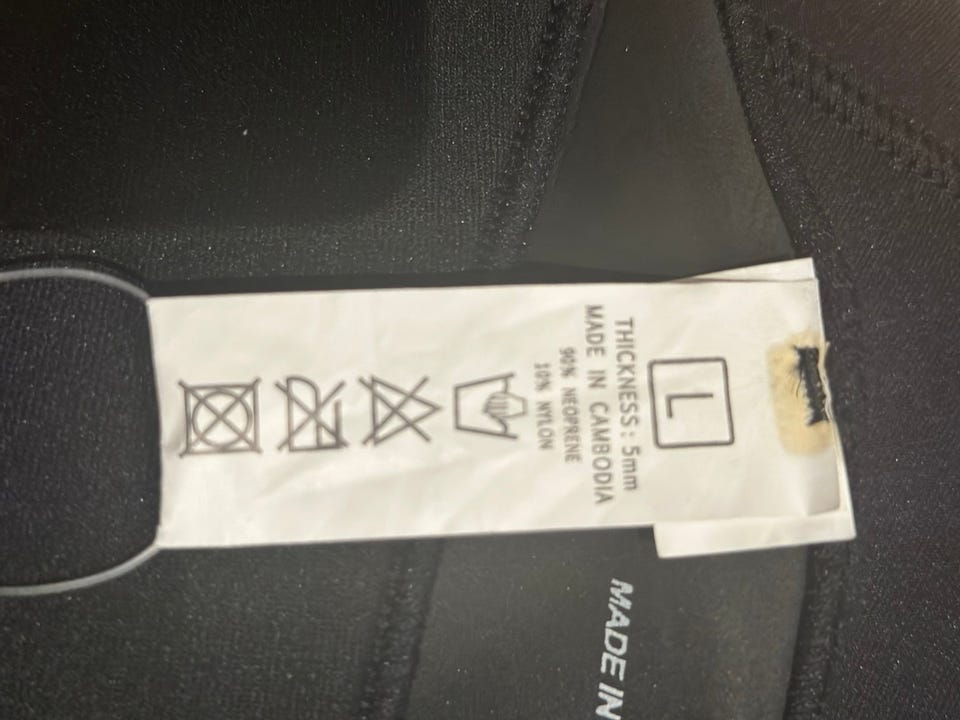 L
THICKNESS: 5mm
MADE IN CAMBODIA
90% NEOPRENE
10% NYLON
MADE IN